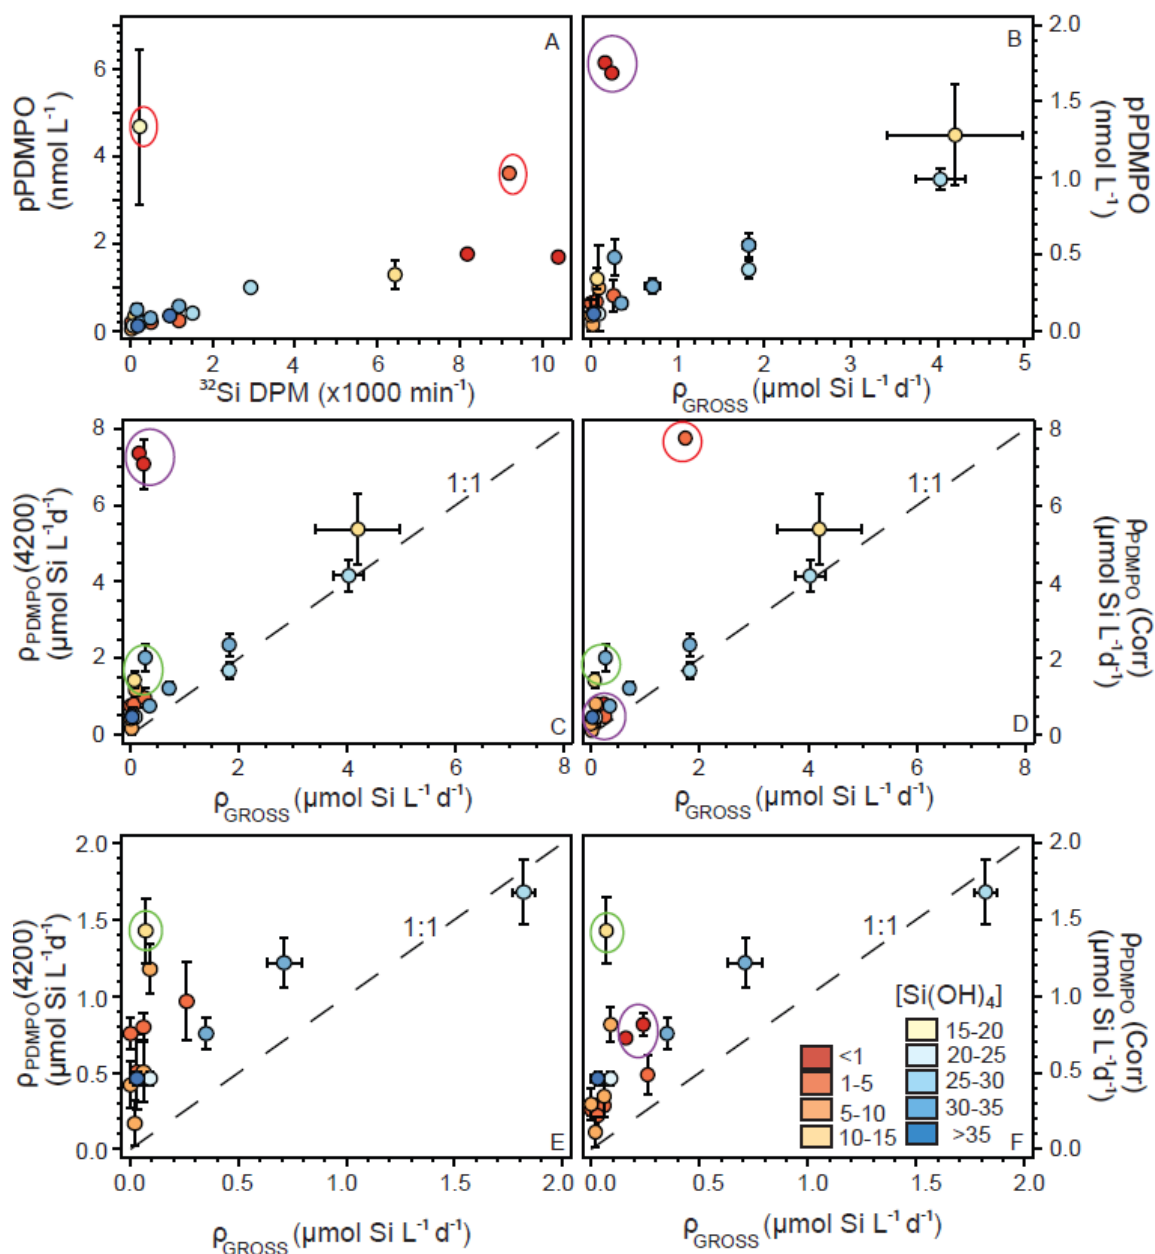 A
6
4
2
0
pPDMPO
(nmol L⁻¹)
0 2 4 6 8 10
³²Si DPM (x1000 min⁻¹)
B
2.0
1.5
1.0
0.5
0.0
pPDMPO
(nmol L⁻¹)
0 1 2 3 4 5
ρGROSS (µmol Si L⁻¹ d⁻¹)
8
6
4
2
0
ρPDMPO (4200)
(µmol Si L⁻¹d⁻¹)
1:1
C
0 2 4 6 8
ρGROSS (µmol Si L⁻¹ d⁻¹)
1:1
D
8
6
4
2
0
ρPDMPO (Corr)
(µmol Si L⁻¹d⁻¹)
0 2 4 6 8
ρGROSS (µmol Si L⁻¹ d⁻¹)
2.0
1.5
1.0
0.5
0.0
ρPDMPO (4200)
(µmol Si L⁻¹d⁻¹)
1:1
E
0.0 0.5 1.0 1.5 2.0
ρGROSS (µmol Si L⁻¹ d⁻¹)
1:1
[Si(OH)₄]
<1
1-5
5-10
10-15
15-20
20-25
25-30
30-35
>35
F
2.0
1.5
1.0
0.5
0.0
ρPDMPO (Corr)
(µmol Si L⁻¹d⁻¹)
0.0 0.5 1.0 1.5 2.0
ρGROSS (µmol Si L⁻¹ d⁻¹)